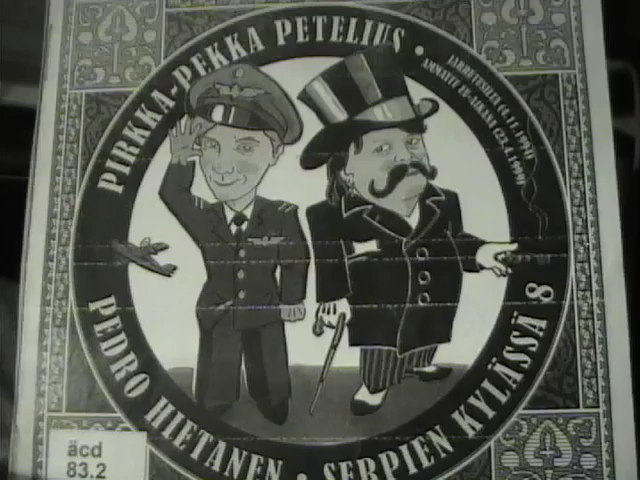 PIRKKA-PEKKA PETELIUS •
PEDRO HIETANEN • SERPIEN KYLÄSSÄ 8
äcd
83.2